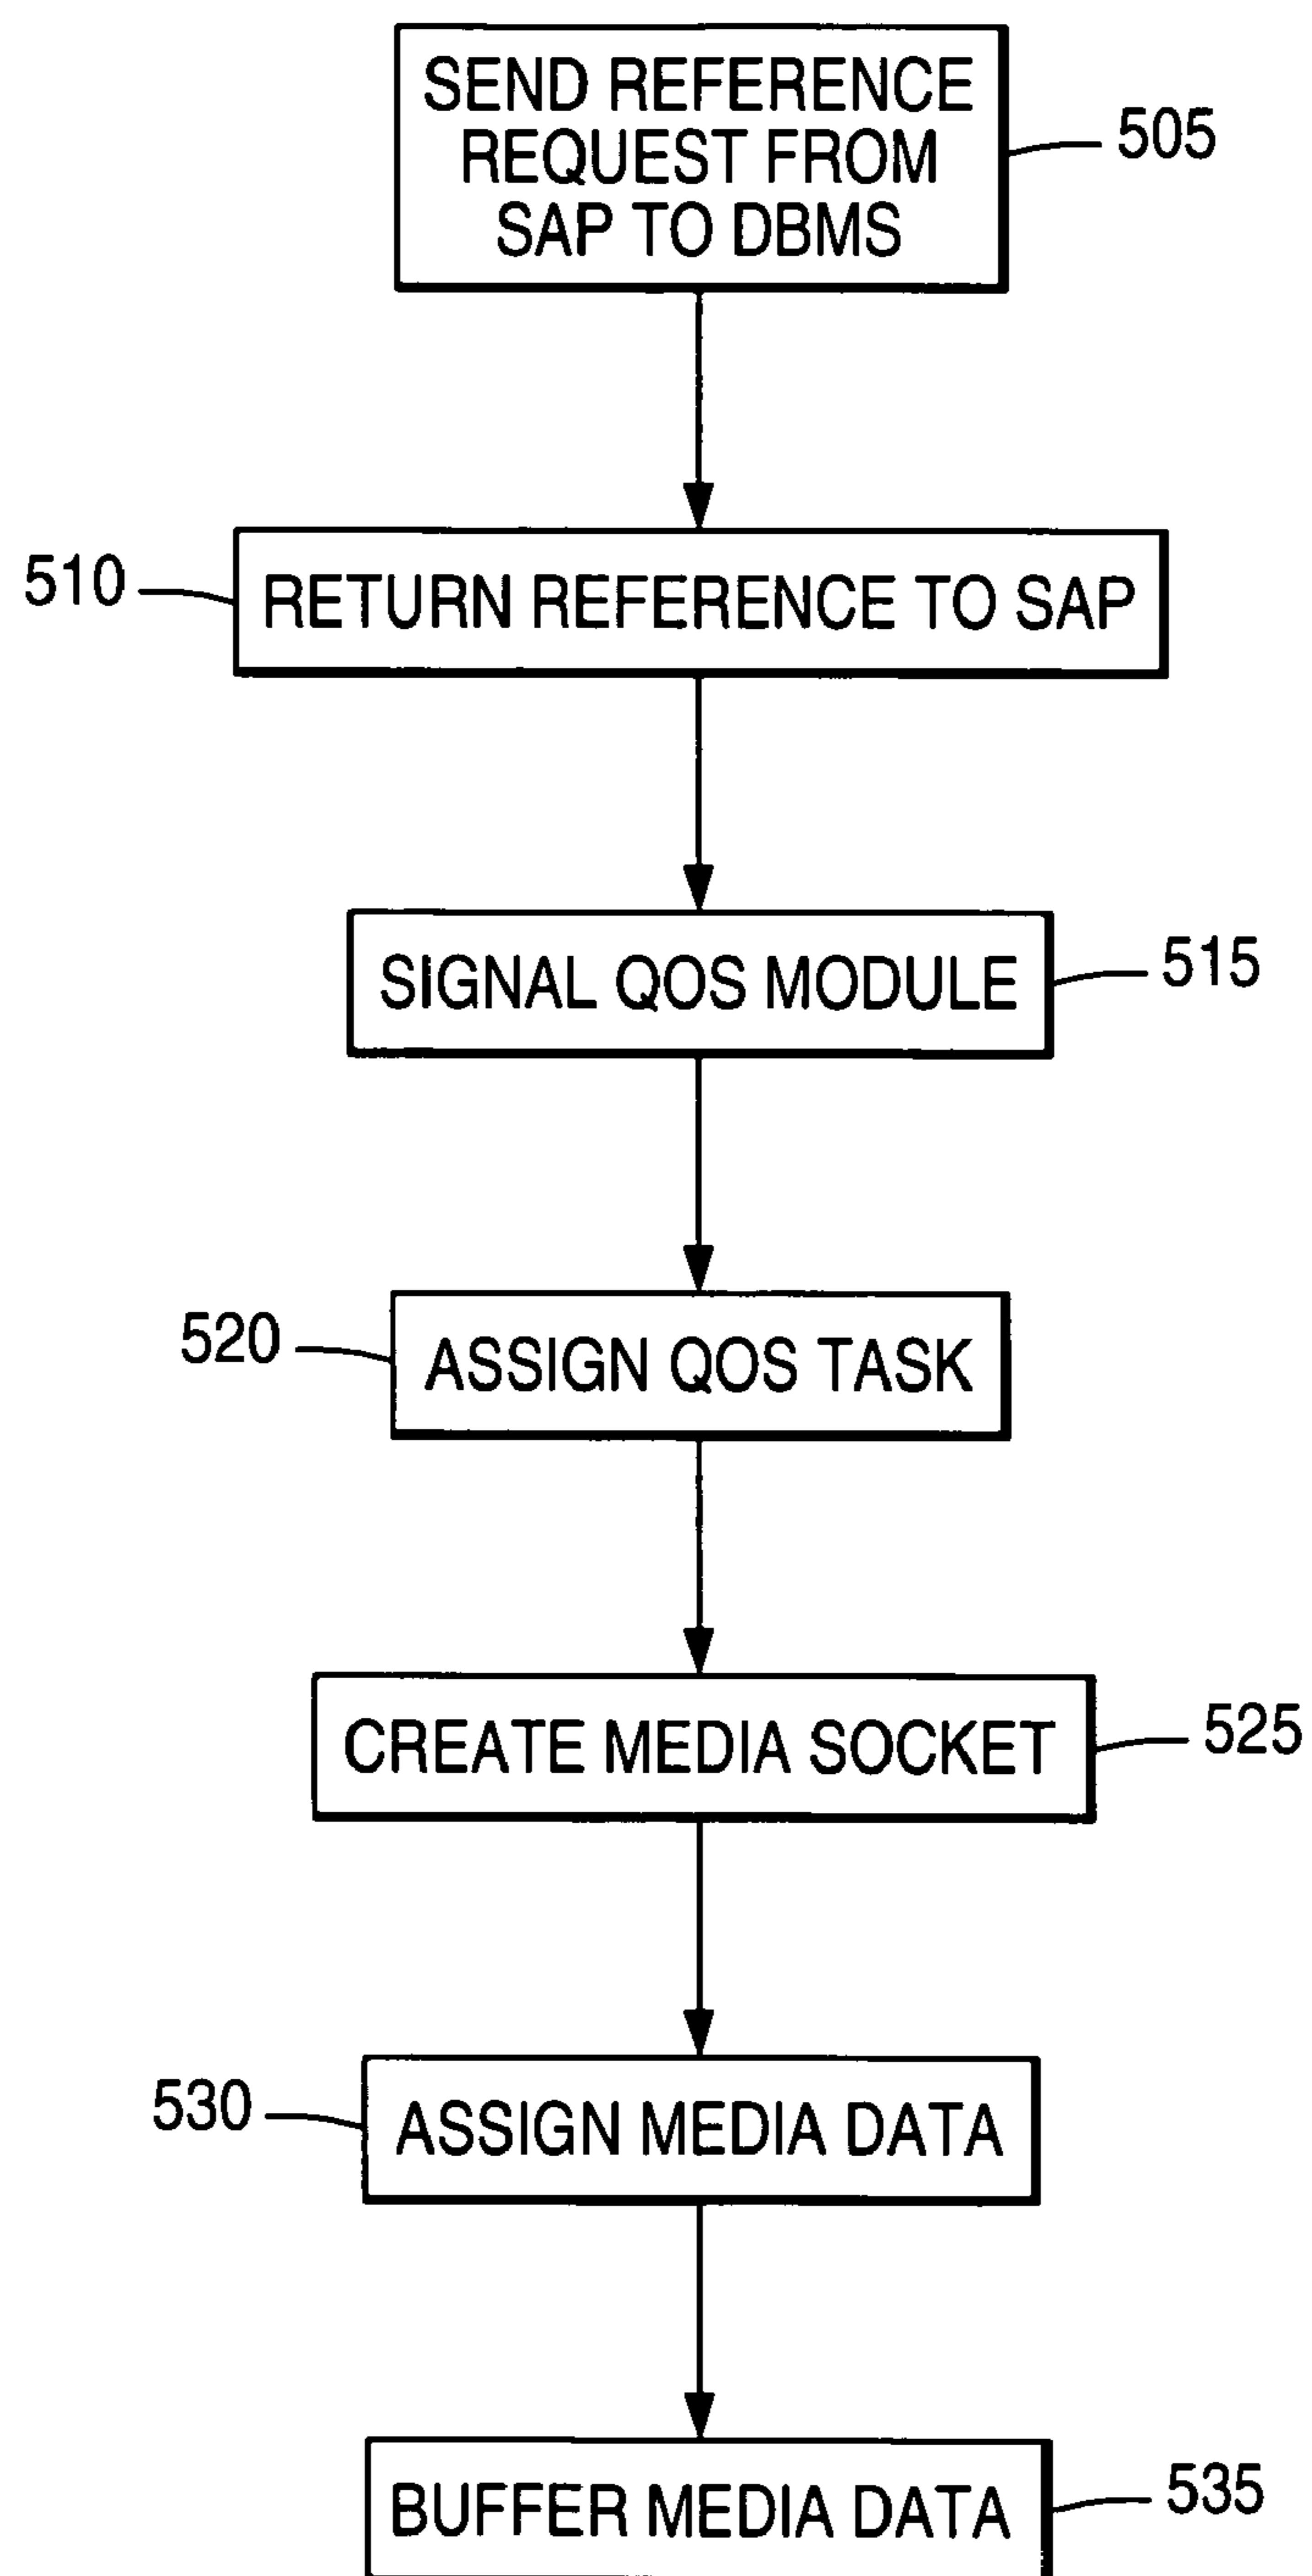 SEND REFERENCE
REQUEST FROM
SAP TO DBMS
505
510
RETURN REFERENCE TO SAP
SIGNAL QOS MODULE
515
520
ASSIGN QOS TASK
CREATE MEDIA SOCKET
525
530
ASSIGN MEDIA DATA
BUFFER MEDIA DATA
535